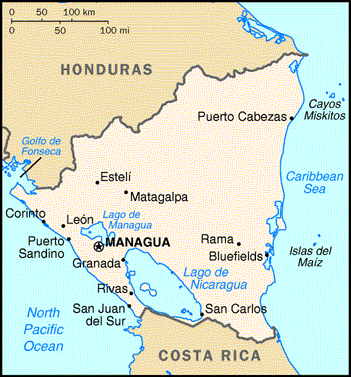 0 50 100 km
0 50 100 mi
HONDURAS
Puerto Cabezas
Cayos
Miskitos
Golfo de
Fonseca
Estelí
Matagalpa
Caribbean
Sea
Corinto
León
Lago de
Managua
Puerto
Sandino
MANAGUA
Rama
Bluefields
Islas del
Maíz
Granada
Lago de
Nicaragua
Rivas
San Juan
del Sur
San Carlos
North
Pacific
Ocean
COSTA RICA